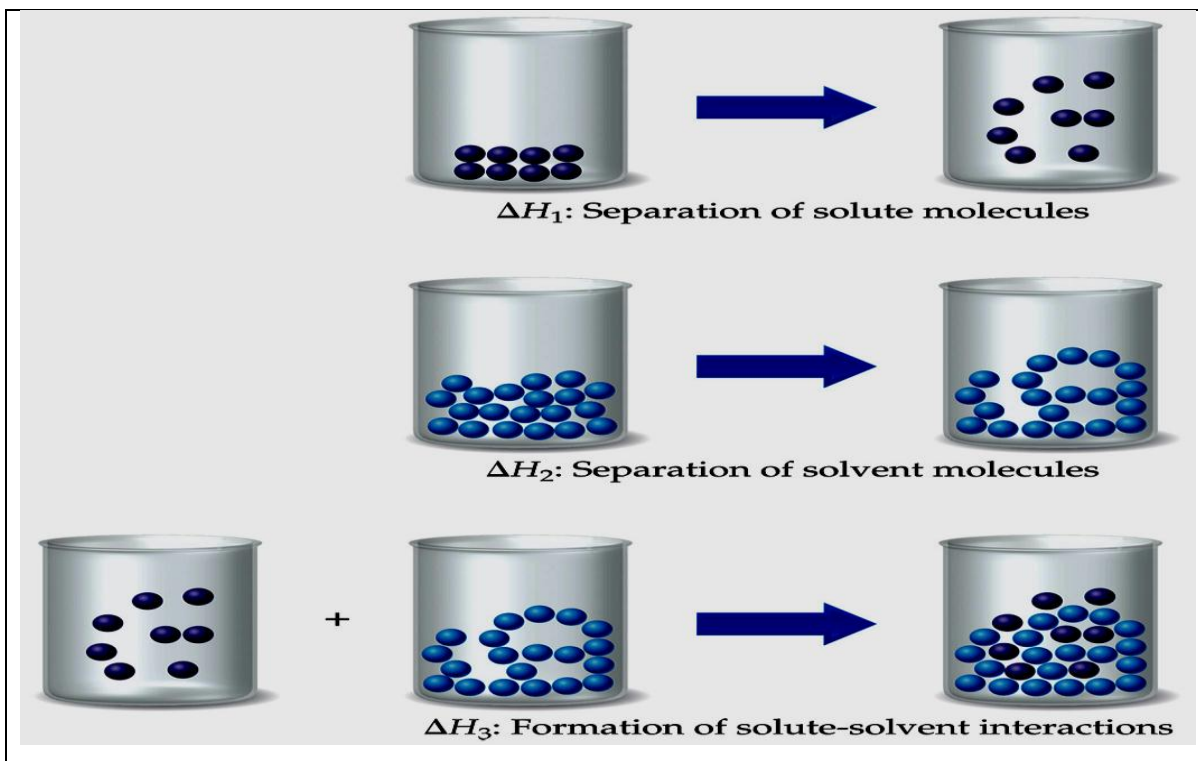 ΔH₁: Separation of solute molecules
ΔH₂: Separation of solvent molecules
+
ΔH₃: Formation of solute-solvent interactions